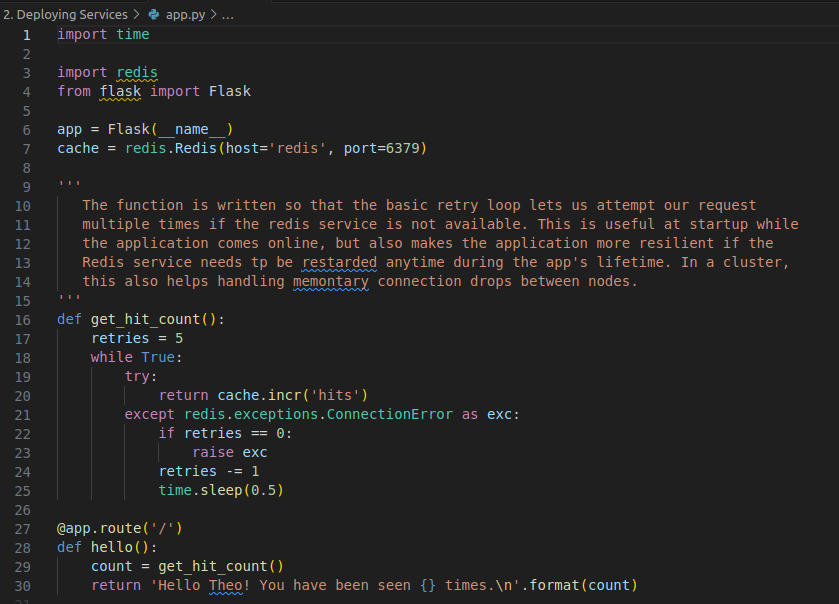 2. Deploying Services > app.py > ...
1 import time
2
3 import redis
4 from flask import Flask
5
6 app = Flask(__name__)
7 cache = redis.Redis(host='redis', port=6379)
8
9 '''
10 The function is written so that the basic retry loop lets us attempt our request
11 multiple times if the redis service is not available. This is useful at startup while
12 the application comes online, but also makes the application more resilient if the
13 Redis service needs tp be restarded anytime during the app's lifetime. In a cluster,
14 this also helps handling memontary connection drops between nodes.
15 '''
16 def get_hit_count():
17     retries = 5
18     while True:
19         try:
20             return cache.incr('hits')
21         except redis.exceptions.ConnectionError as exc:
22             if retries == 0:
23                 raise exc
24             retries -= 1
25             time.sleep(0.5)
26
27 @app.route('/')
28 def hello():
29     count = get_hit_count()
30     return 'Hello Theo! You have been seen {} times.\n'.format(count)
31